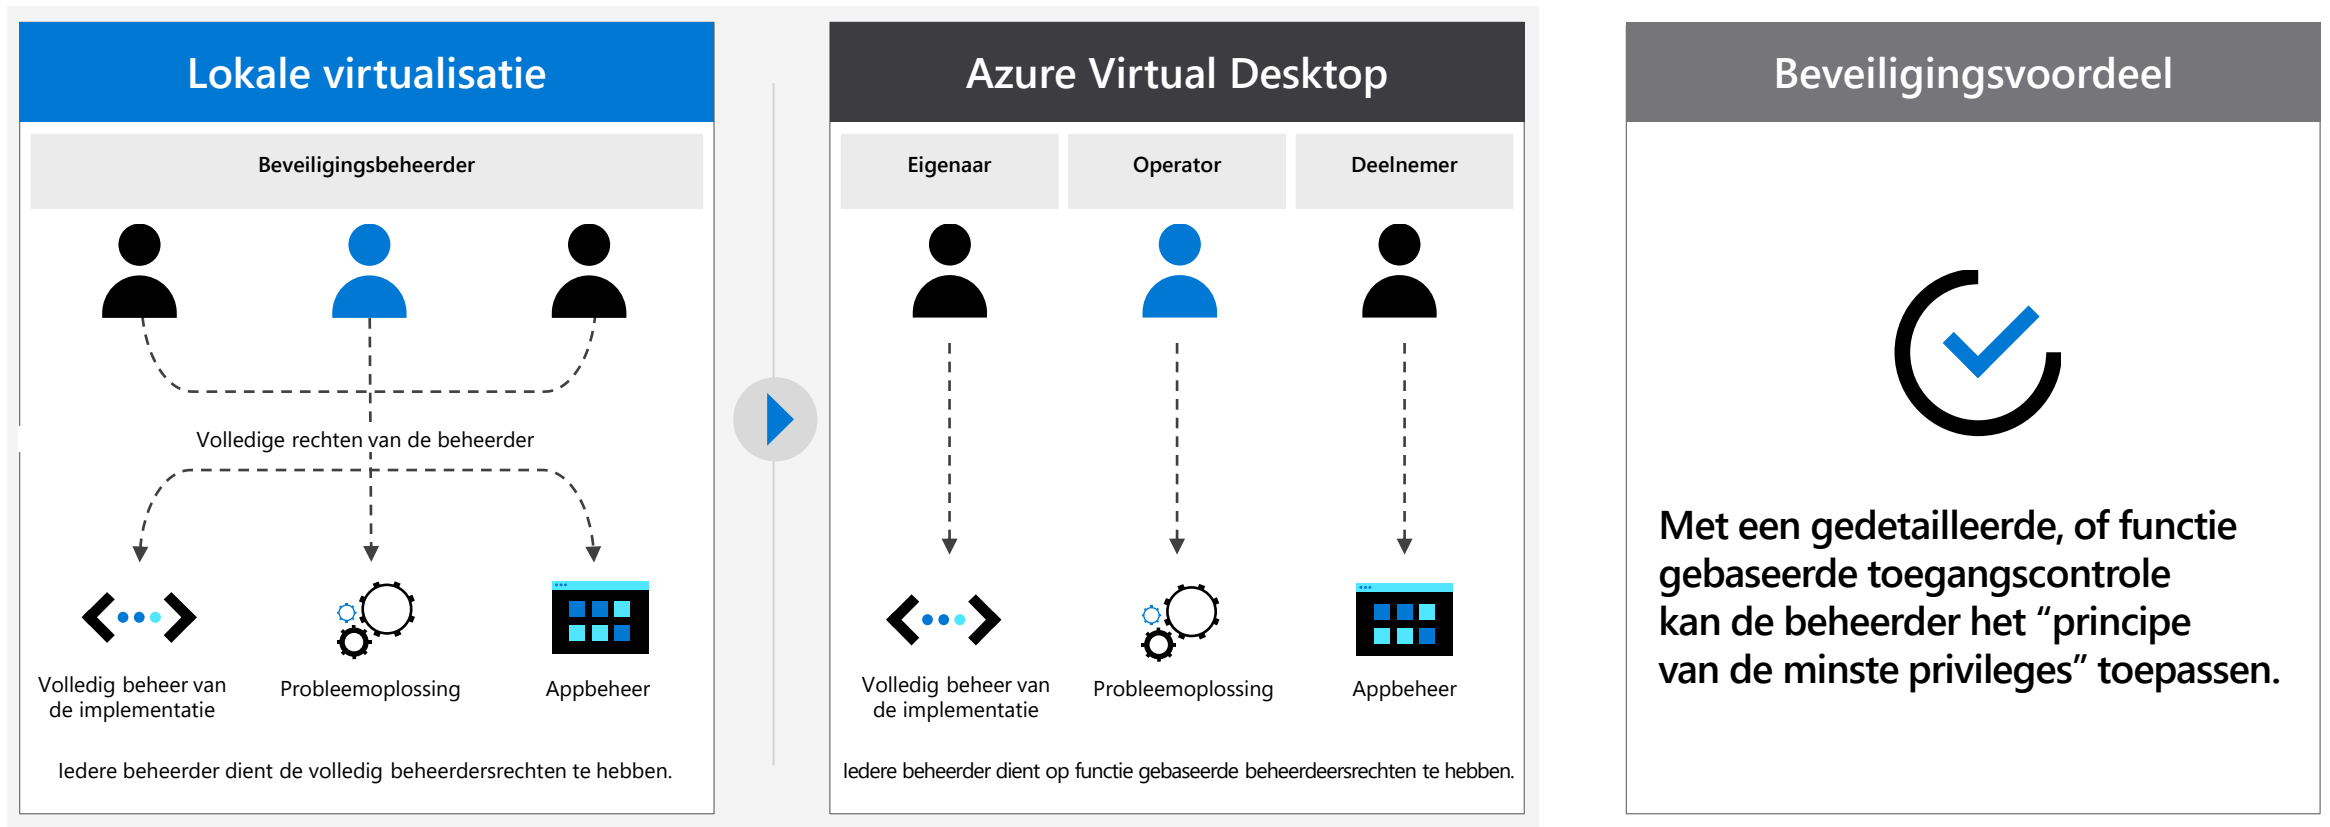 Lokale virtualisatie
Beveiligingsbeheerder
Volledige rechten van de beheerder
Volledig beheer van
de implementatie
Probleemoplossing
Appbeheer
Iedere beheerder dient de volledig beheerdersrechten te hebben.
Azure Virtual Desktop
Eigenaar
Operator
Deelnemer
Volledig beheer van
de implementatie
Probleemoplossing
Appbeheer
Iedere beheerder dient op functie gebaseerde beheerdeersrechten te hebben.
Beveiligingsvoordeel
Met een gedetailleerde, of functie
gebaseerde toegangscontrole
kan de beheerder het “principe
van de minste privileges” toepassen.